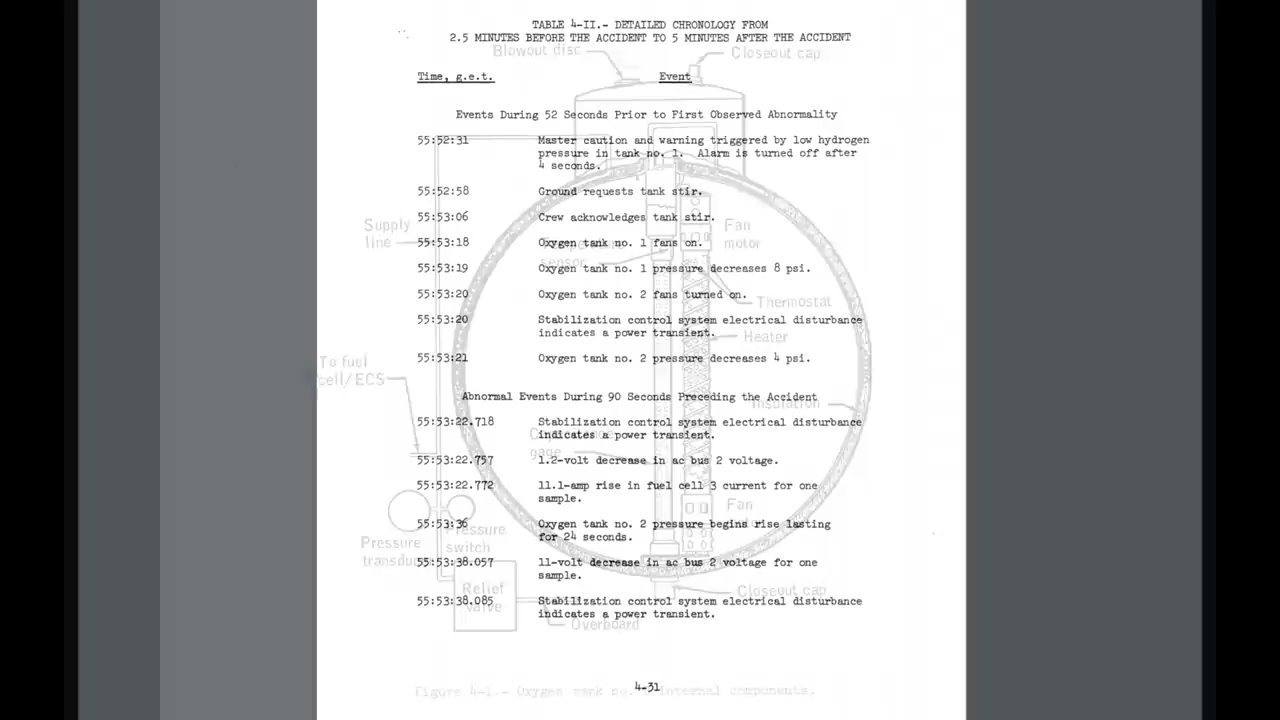 TABLE 4-II.- DETAILED CHRONOLOGY FROM
2.5 MINUTES BEFORE THE ACCIDENT TO 5 MINUTES AFTER THE ACCIDENT
Blowout disc
Closeout cap
Time, g.e.t. Event
Events During 52 Seconds Prior to First Observed Abnormality
55:52:31 Master caution and warning triggered by low hydrogen
pressure in tank no. 1. Alarm is turned off after
4 seconds.
55:52:58 Ground requests tank stir.
55:53:06 Crew acknowledges tank stir.
Supply
line
Fan
motor
55:53:18 Oxygen tank no. 1 fans on.
sensor
55:53:19 Oxygen tank no. 1 pressure decreases 8 psi.
55:53:20 Oxygen tank no. 2 fans turned on.
Thermostat
55:53:20 Stabilization control system electrical disturbance
indicates a power transient.
Heater
55:53:21 Oxygen tank no. 2 pressure decreases 4 psi.
To fuel
cell/ECS
Abnormal Events During 90 Seconds Preceding the Accident
Insulation
55:53:22.718 Stabilization control system electrical disturbance
indicates a power transient.
gage
55:53:22.757 1.2-volt decrease in ac bus 2 voltage.
55:53:22.772 11.1-amp rise in fuel cell 3 current for one
sample.
Fan
55:53:36 Oxygen tank no. 2 pressure begins rise lasting
for 24 seconds.
Pressure
switch
Pressure
55:53:38.057 11-volt decrease in ac bus 2 voltage for one
sample.
Relief
valve
Closeout cap
55:53:38.085 Stabilization control system electrical disturbance
indicates a power transient.
Overboard
4-31
Figure 4-1.- Oxygen tank no. internal components.